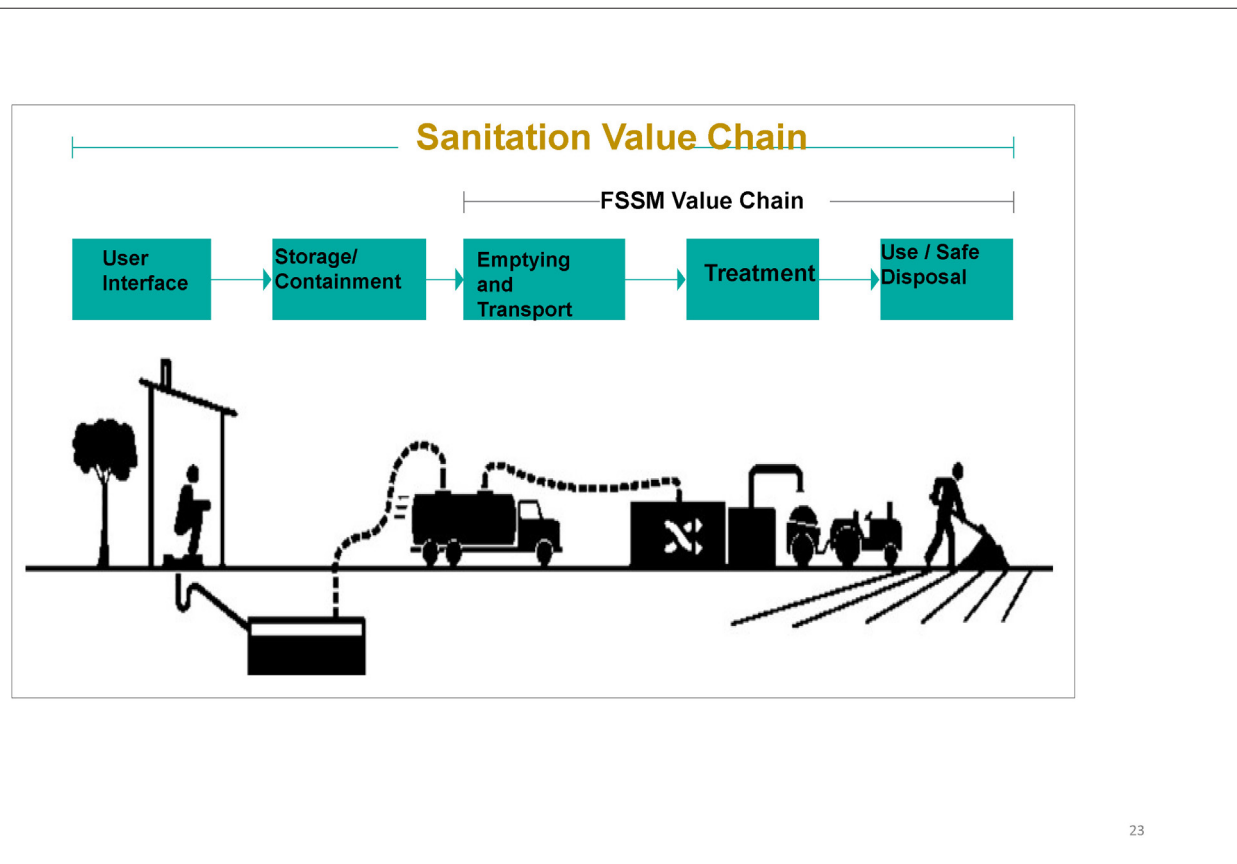 Sanitation Value Chain
FSSM Value Chain
User
Interface
Storage/
Containment
Emptying
and
Transport
Treatment
Use / Safe
Disposal
23